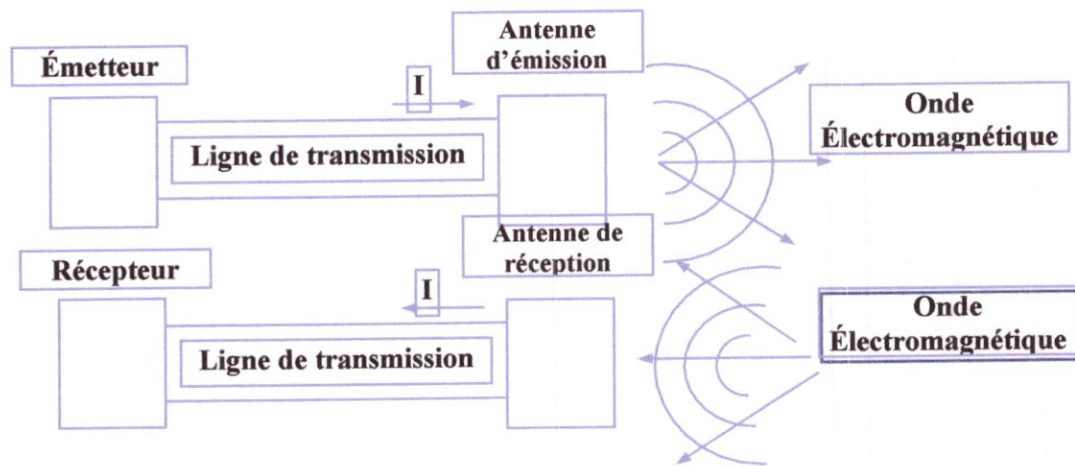 Antenne
d'émission
Émetteur
I
Onde
Électromagnétique
Ligne de transmission
Antenne de
réception
Récepteur
I
Onde
Électromagnétique
Ligne de transmission